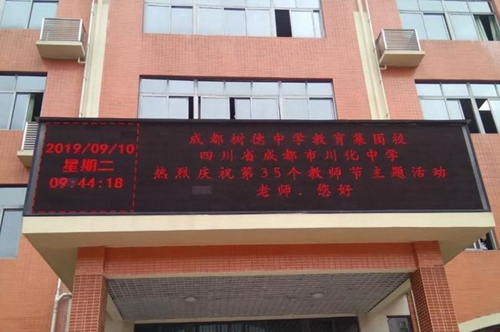 2019/09/10
星期二
09:44:18
成都树德中学教育集团校
四川省成都市川化中学
热烈庆祝第35个教师节主题活动
老师，您好